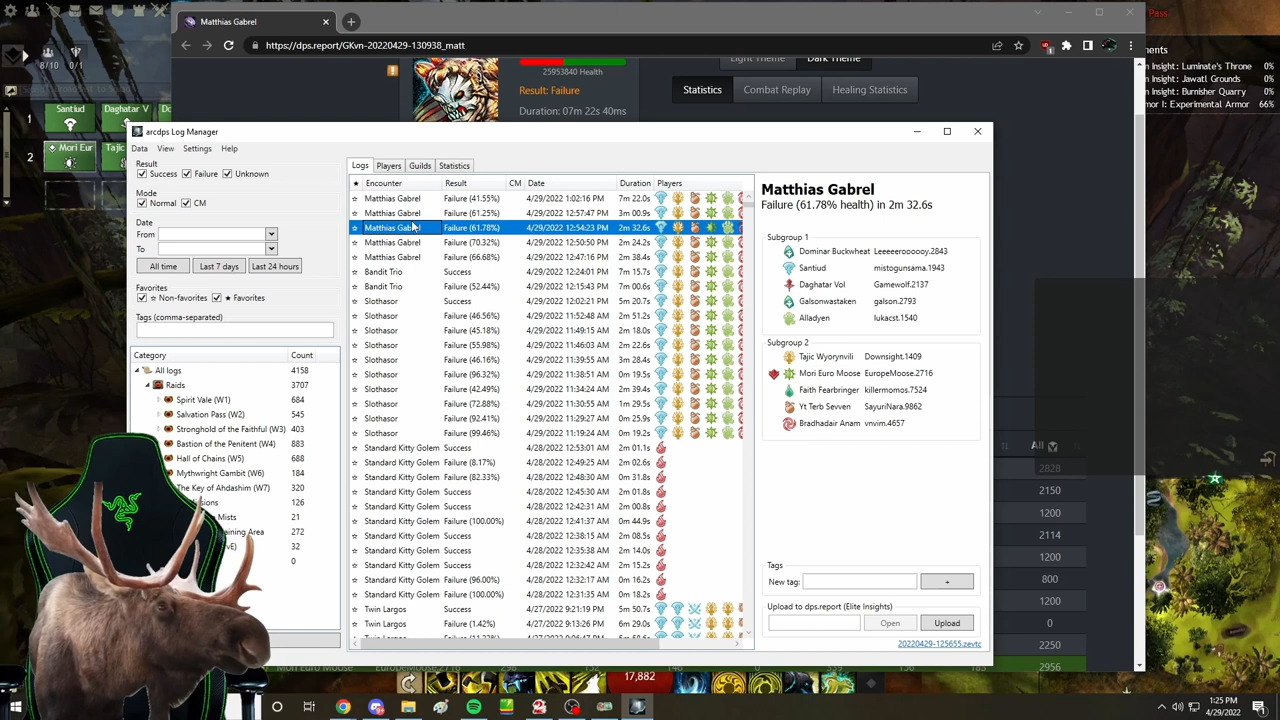 Matthias Gabrel
https://dps.report/GKvn-20220429-130938_matt
8/10
0/1
1
Santiud
Daghatar V
2
Mori Eur
Tajic
25953840 Health
Result: Failure
Duration: 07m 22s 40ms
Light Theme
Dark Theme
Statistics
Combat Replay
Healing Statistics
Pass
Insight: Luminate's Throne 0%
Insight: Jawatl Grounds 0%
Insight: Burnisher Quarry 0%
Armor I: Experimental Armor 66%
arcdps Log Manager
Data View Settings Help
Result
Success Failure Unknown
Mode
Normal CM
Date
From
To
All time Last 7 days Last 24 hours
Favorites
☆ Non-favorites ★ Favorites
Tags (comma-separated)
Category Count
All logs 4158
Raids 3707
Spirit Vale (W1) 684
Salvation Pass (W2) 545
Stronghold of the Faithful (W3) 403
Bastion of the Penitent (W4) 883
Hall of Chains (W5) 688
Mythwright Gambit (W6) 184
The Key of Ahdashim (W7) 320
126
Mists 21
272
32
0
Logs Players Guilds Statistics
★ Encounter Result CM Date Duration Players
☆ Matthias Gabrel Failure (41.55%) 4/29/2022 1:02:16 PM 7m 22.0s
☆ Matthias Gabrel Failure (61.25%) 4/29/2022 12:57:47 PM 3m 00.9s
☆ Matthias Gabrel Failure (61.78%) 4/29/2022 12:54:23 PM 2m 32.6s
☆ Matthias Gabrel Failure (70.32%) 4/29/2022 12:50:50 PM 2m 24.2s
☆ Matthias Gabrel Failure (66.68%) 4/29/2022 12:47:16 PM 2m 38.4s
☆ Bandit Trio Success 4/29/2022 12:24:01 PM 7m 15.7s
☆ Bandit Trio Failure (52.44%) 4/29/2022 12:15:43 PM 7m 00.6s
☆ Slothasor Success 4/29/2022 12:02:21 PM 5m 20.7s
☆ Slothasor Failure (46.56%) 4/29/2022 11:52:48 AM 2m 51.2s
☆ Slothasor Failure (45.18%) 4/29/2022 11:49:15 AM 2m 18.0s
☆ Slothasor Failure (55.98%) 4/29/2022 11:46:03 AM 2m 22.6s
☆ Slothasor Failure (46.16%) 4/29/2022 11:39:55 AM 3m 28.4s
☆ Slothasor Failure (96.32%) 4/29/2022 11:38:51 AM 0m 19.5s
☆ Slothasor Failure (42.49%) 4/29/2022 11:34:24 AM 2m 39.4s
☆ Slothasor Failure (72.88%) 4/29/2022 11:30:55 AM 1m 29.5s
☆ Slothasor Failure (92.41%) 4/29/2022 11:29:27 AM 0m 25.9s
☆ Slothasor Failure (99.46%) 4/29/2022 11:19:24 AM 0m 19.2s
☆ Standard Kitty Golem Success 4/28/2022 12:53:01 AM 2m 01.1s
☆ Standard Kitty Golem Failure (8.17%) 4/28/2022 12:49:25 AM 2m 02.6s
☆ Standard Kitty Golem Failure (82.33%) 4/28/2022 12:48:30 AM 0m 31.8s
☆ Standard Kitty Golem Success 4/28/2022 12:45:30 AM 2m 01.8s
☆ Standard Kitty Golem Success 4/28/2022 12:42:41 AM 2m 00.8s
☆ Standard Kitty Golem Failure (100.00%) 4/28/2022 12:41:37 AM 0m 44.9s
☆ Standard Kitty Golem Success 4/28/2022 12:38:15 AM 2m 08.5s
☆ Standard Kitty Golem Success 4/28/2022 12:35:38 AM 2m 14.0s
☆ Standard Kitty Golem Success 4/28/2022 12:32:42 AM 2m 15.2s
☆ Standard Kitty Golem Failure (96.00%) 4/28/2022 12:32:17 AM 0m 16.2s
☆ Standard Kitty Golem Failure (100.00%) 4/28/2022 12:31:35 AM 0m 18.2s
☆ Twin Largos Success 4/27/2022 9:21:19 PM 5m 50.7s
☆ Twin Largos Failure (1.42%) 4/27/2022 9:13:26 PM 6m 29.0s
Matthias Gabrel
Failure (61.78% health) in 2m 32.6s
Subgroup 1
Dominar Buckwheat Leeeeerooooooy.2843
Santiud mistogunsama.1943
Daghatar Vol Gamewolf.2137
Galsonwastaken galson.2793
Alladyen lukacst.1540
Subgroup 2
Tajic Wyorynvili Downsight.1409
Mori Euro Moose EuropeMoose.2716
Faith Fearbringer killermomos.7524
Yt Terb Sevven SayuriNara.9862
Bradhadair Anam vnvim.4657
Tags
New tag: +
Upload to dps.report (Elite Insights)
Open Upload
20220429-125655.zevtc
All
2828
2150
1200
2114
1200
800
1200
0
2250
2956
17,882
1:25 PM
4/29/2022